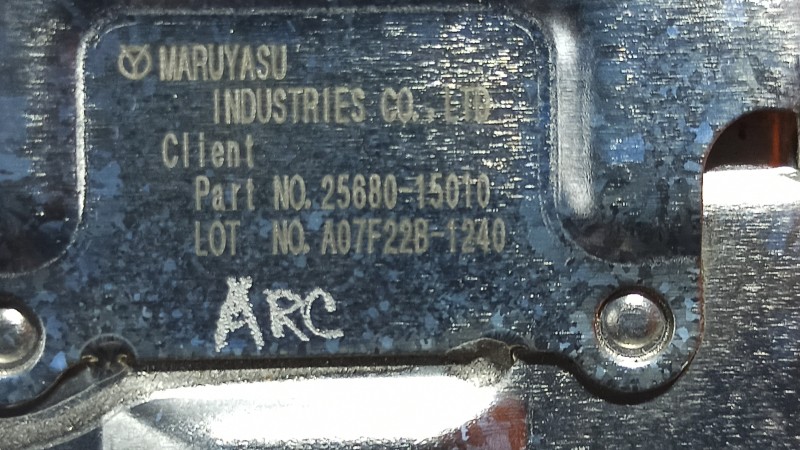 MARUYASU
INDUSTRIES CO., LTD
Client
Part NO. 25680-15010
LOT NO. A07F22B-1240
ARC